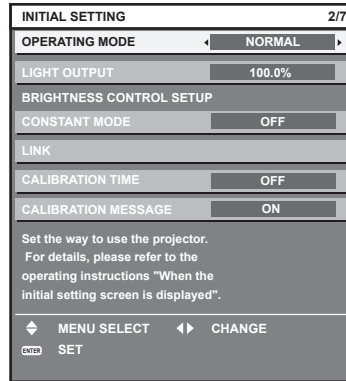 INITIAL SETTING 2/7
OPERATING MODE NORMAL
LIGHT OUTPUT 100.0%
BRIGHTNESS CONTROL SETUP
CONSTANT MODE OFF
LINK
CALIBRATION TIME OFF
CALIBRATION MESSAGE ON
Set the way to use the projector.
For details, please refer to the
operating instructions "When the
initial setting screen is displayed".
MENU SELECT CHANGE
ENTER SET